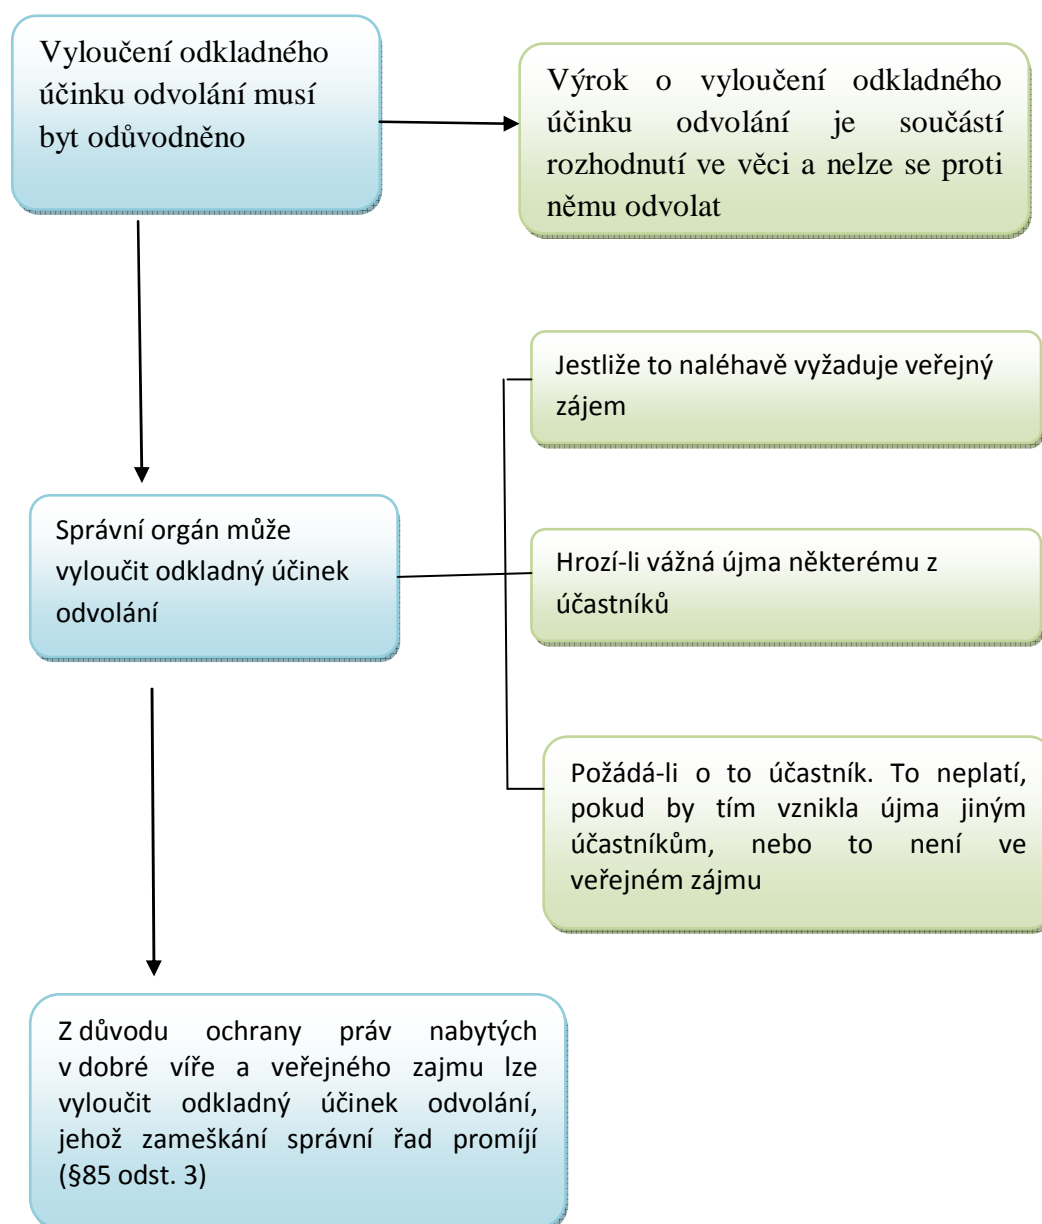 Vyloučení odkladného
účinku odvolání musí
byt odůvodněno
Výrok o vyloučení odkladného
účinku odvolání je součástí
rozhodnutí ve věci a nelze se proti
němu odvolat
Jestliže to naléhavě vyžaduje veřejný
zájem
Správní orgán může
vyloučit odkladný účinek
odvolání
Hrozí-li vážná újma některému z
účastníků
Požádá-li o to účastník. To neplatí,
pokud by tím vznikla újma jiným
účastníkům, nebo to není ve
veřejném zájmu
Z důvodu ochrany práv nabytých
v dobré víře a veřejného zajmu lze
vyloučit odkladný účinek odvolání,
jehož zameškání správní řad promíjí
(§85 odst. 3)